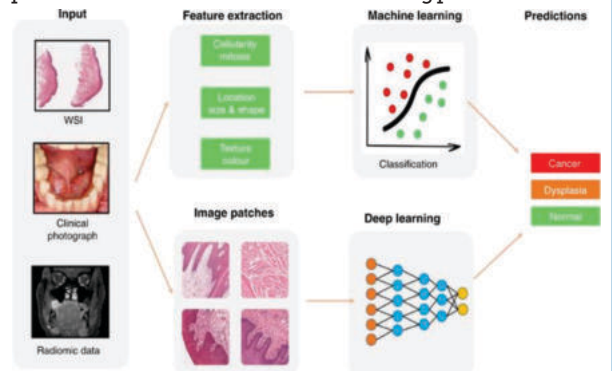 Input
Feature extraction
Machine learning
Predictions
Cellularity
mitosis
Location
size & shape
Texture
colour
WSI
Clinical
photograph
Radiomic data
Classification
Image patches
Deep learning
Cancer
Dysplasia
Normal